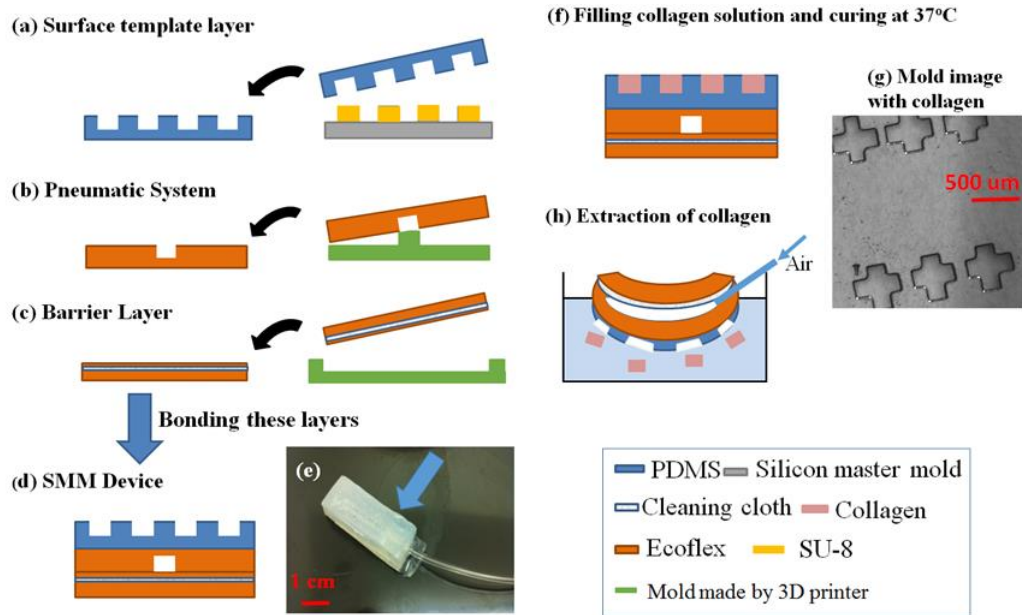 (a) Surface template layer
(b) Pneumatic System
(c) Barrier Layer
Bonding these layers
(d) SMM Device
(e)
1 cm
(f) Filling collagen solution and curing at 37°C
(g) Mold image
with collagen
500 um
(h) Extraction of collagen
Air
PDMS
Silicon master mold
Cleaning cloth
Collagen
Ecoflex
SU-8
Mold made by 3D printer